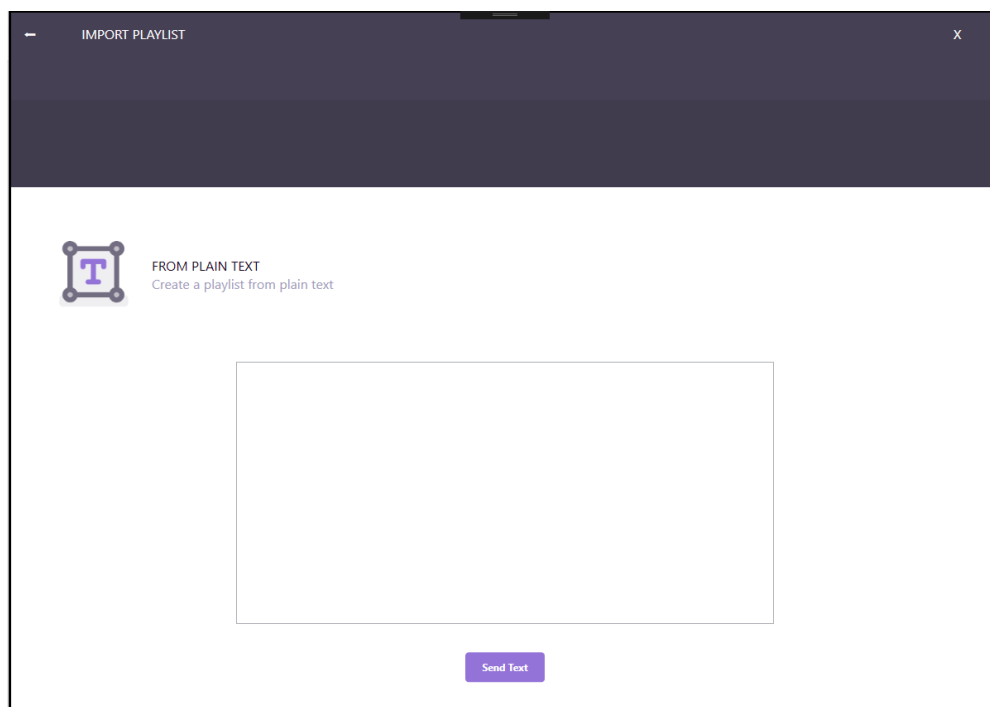 IMPORT PLAYLIST
X
T
FROM PLAIN TEXT
Create a playlist from plain text
Send Text